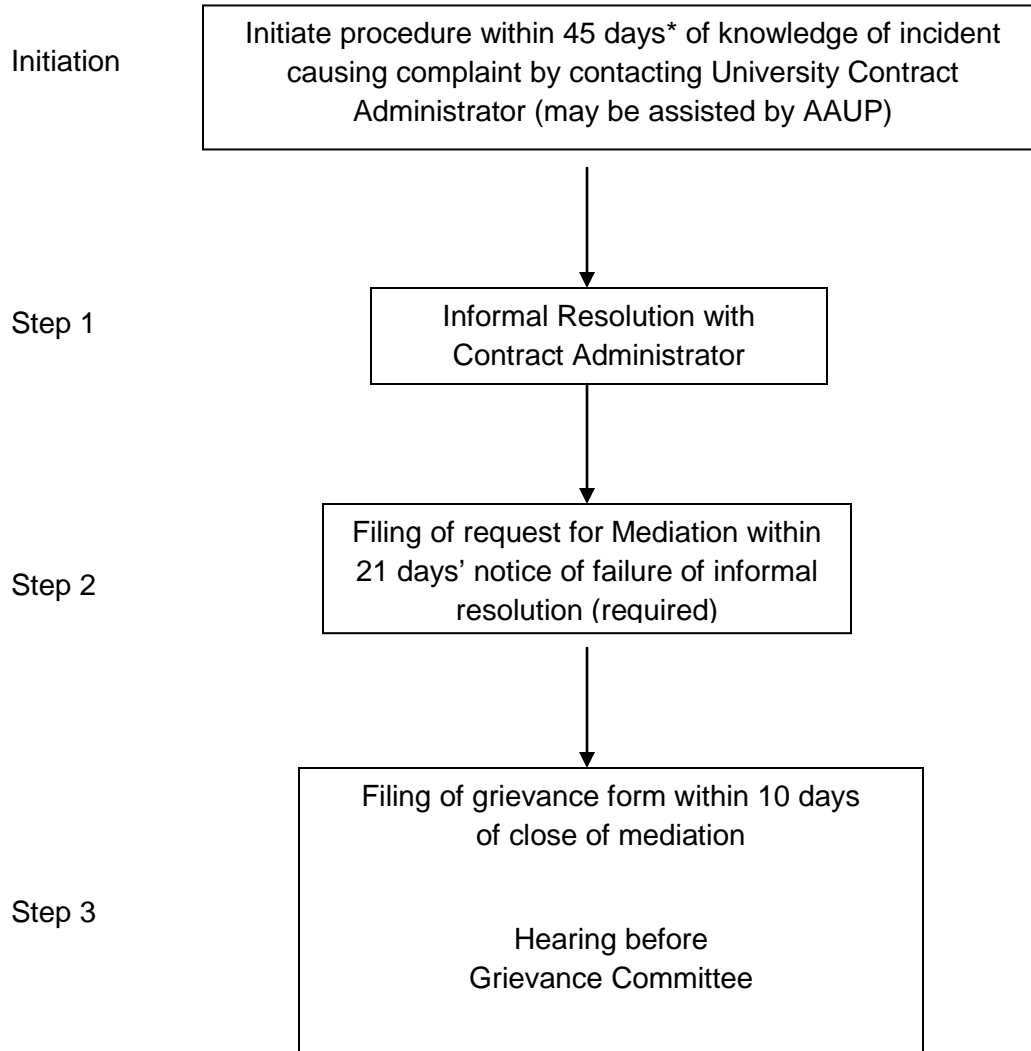 Initiation
Initiate procedure within 45 days* of knowledge of incident
causing complaint by contacting University Contract
Administrator (may be assisted by AAUP)
Step 1
Informal Resolution with
Contract Administrator
Step 2
Filing of request for Mediation within
21 days’ notice of failure of informal
resolution (required)
Step 3
Filing of grievance form within 10 days
of close of mediation
Hearing before
Grievance Committee